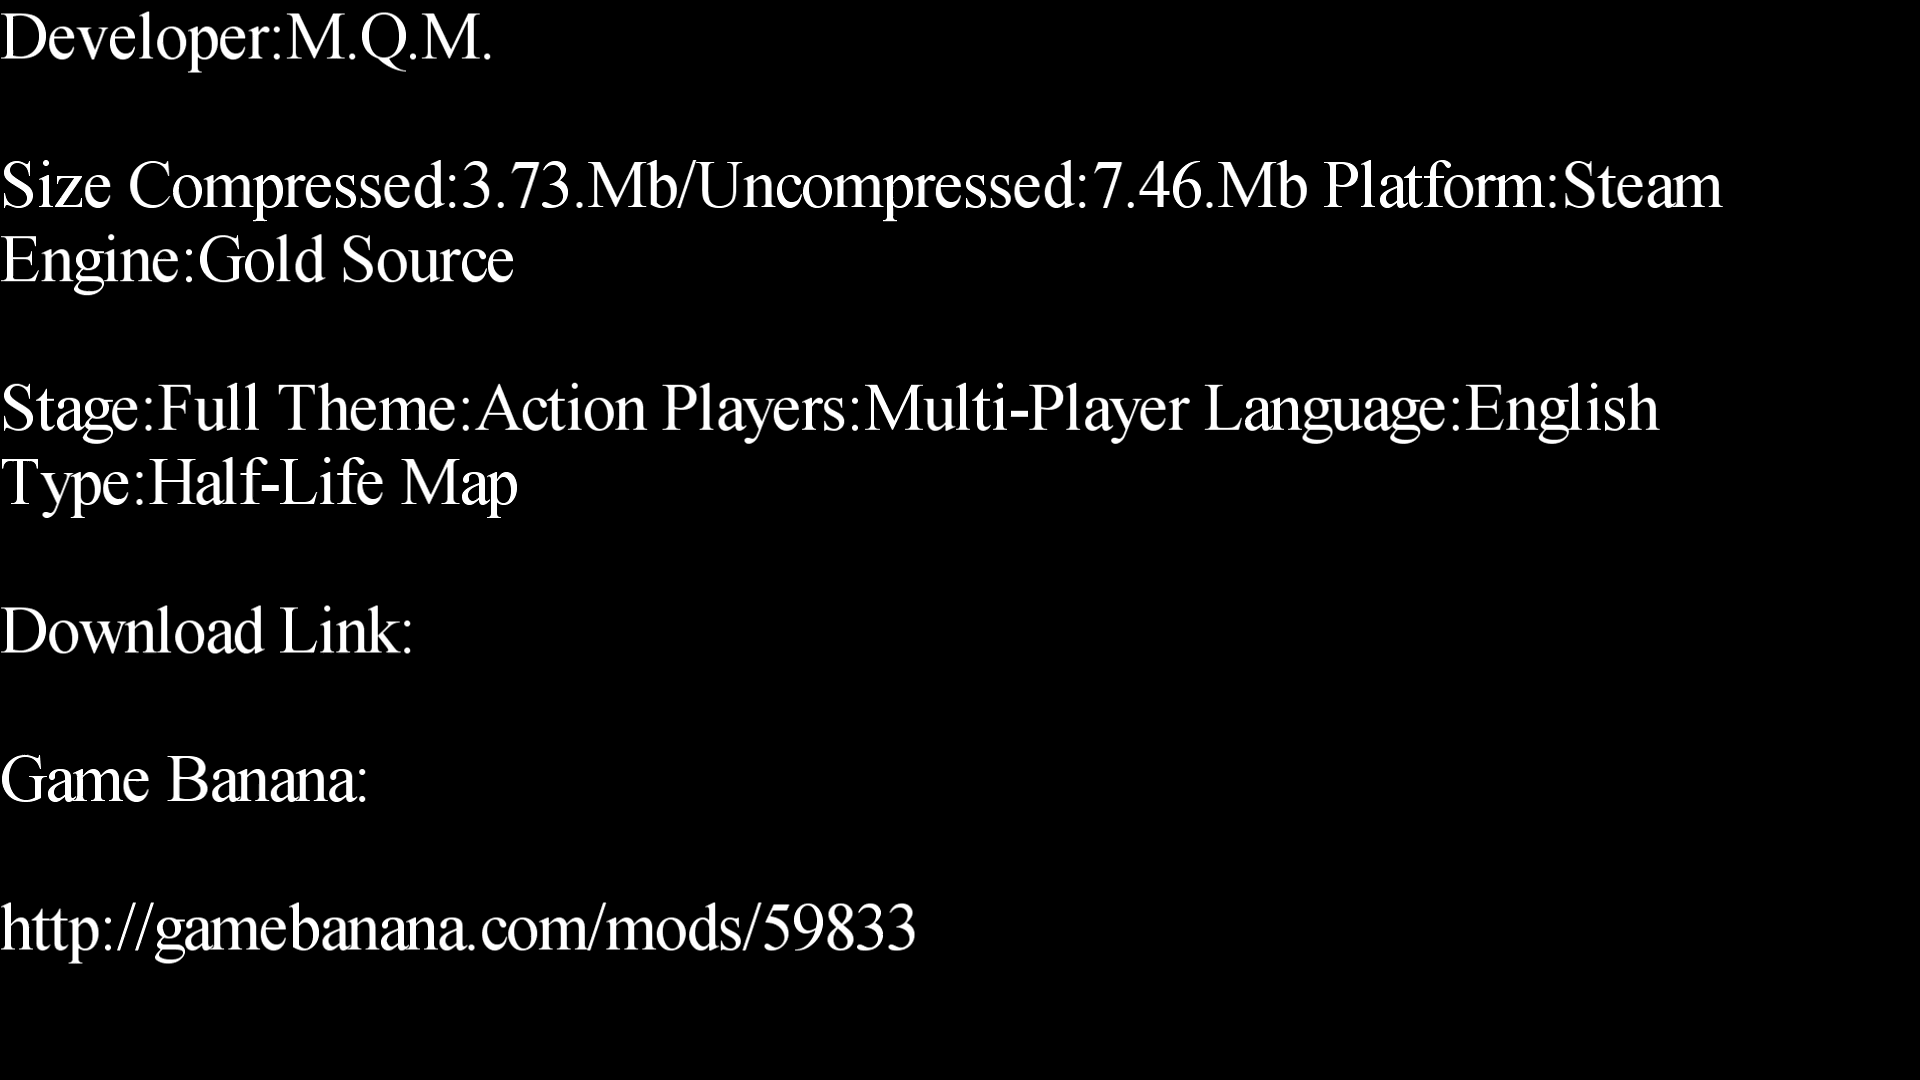 Developer:M.Q.M.
Size Compressed:3.73.Mb/Uncompressed:7.46.Mb Platform:Steam
Engine:Gold Source
Stage:Full Theme:Action Players:Multi-Player Language:English
Type:Half-Life Map
Download Link:
Game Banana:
http://gamebanana.com/mods/59833